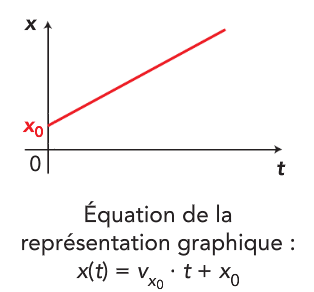 x
x₀
0
t
Équation de la
représentation graphique :
x(t) = vₓ₀ · t + x₀